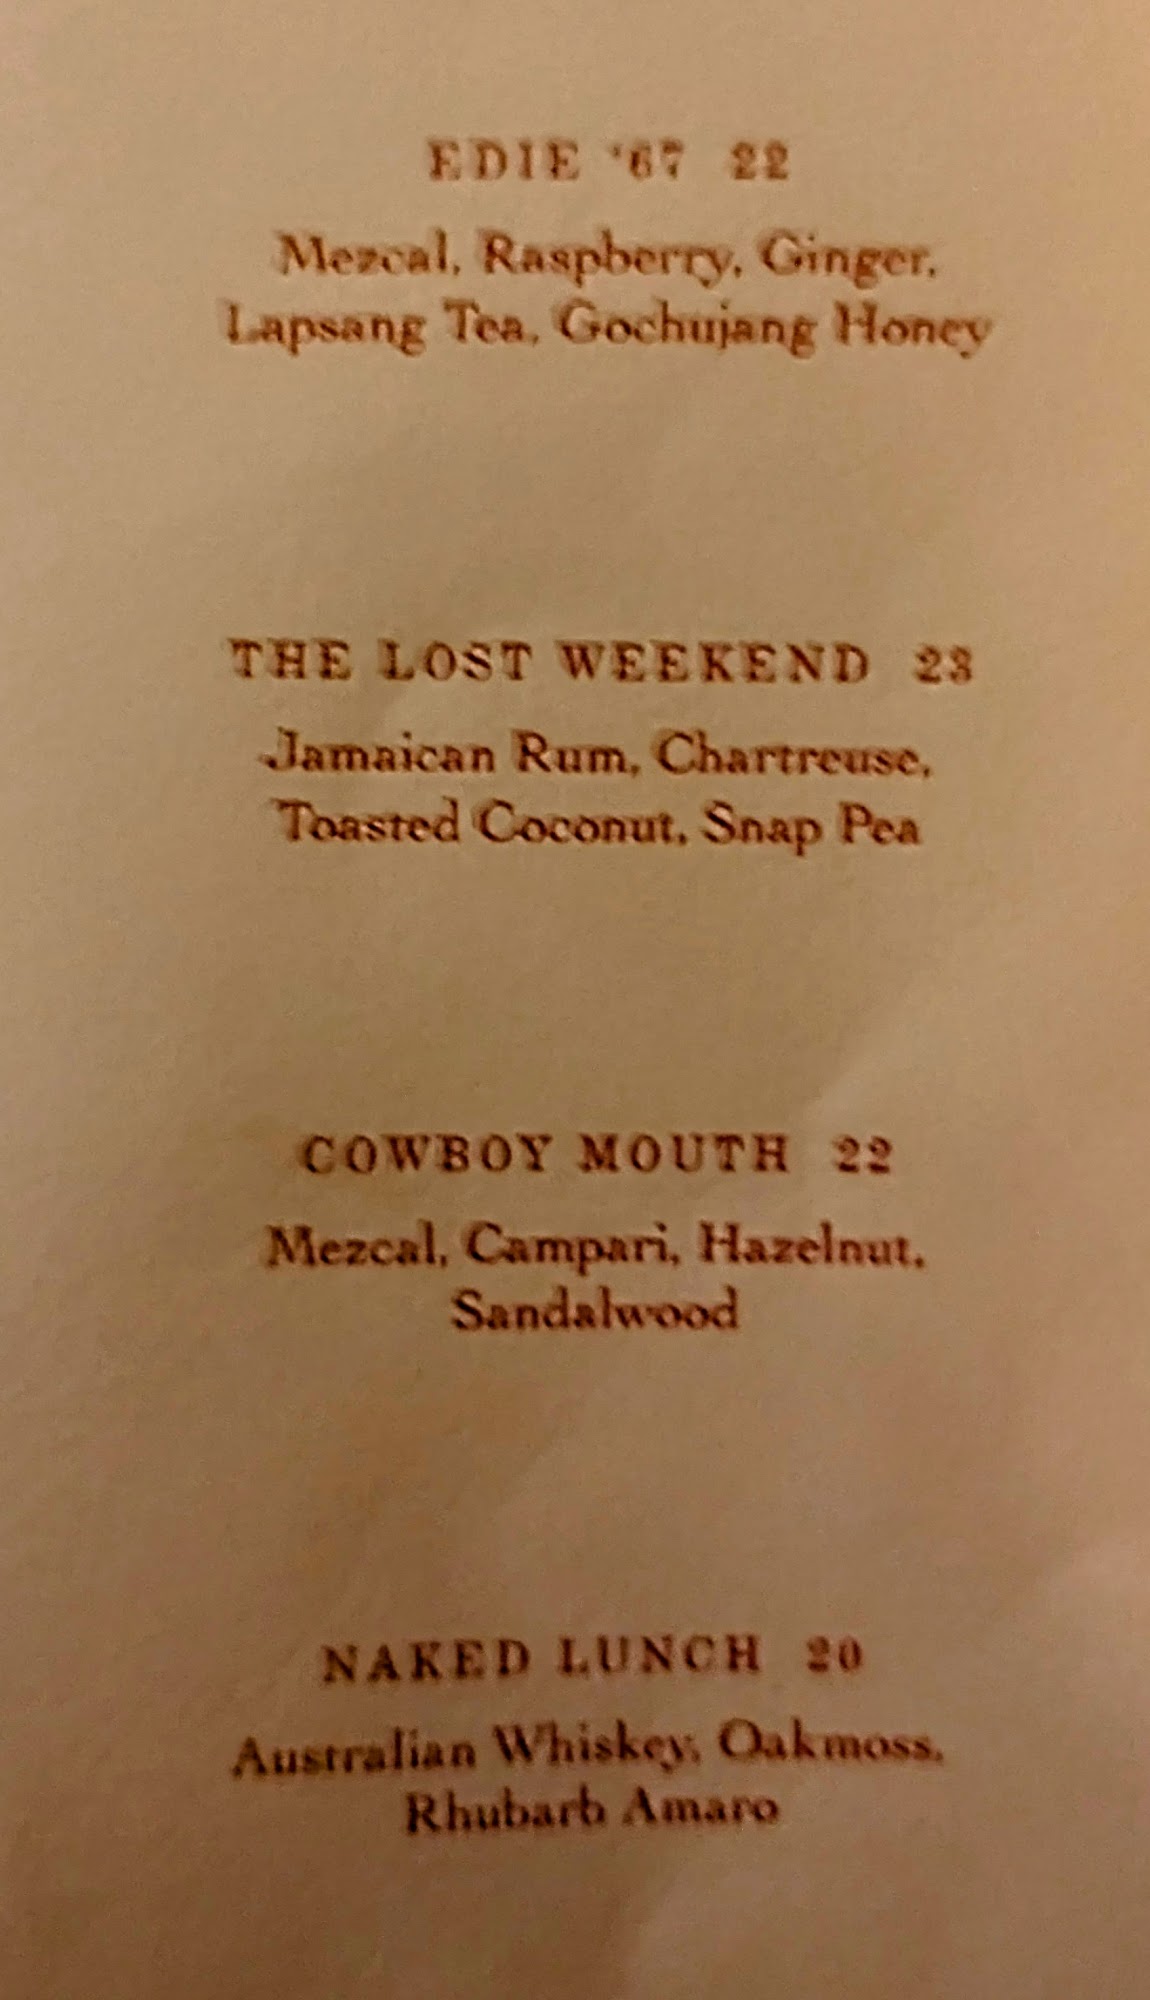 EDIE '67 22
Mezcal, Raspberry, Ginger,
Lapsang Tea, Gochujang Honey
THE LOST WEEKEND 23
Jamaican Rum, Chartreuse,
Toasted Coconut, Snap Pea
COWBOY MOUTH 22
Mezcal, Campari, Hazelnut,
Sandalwood
NAKED LUNCH 20
Australian Whiskey, Oakmoss,
Rhubarb Amaro